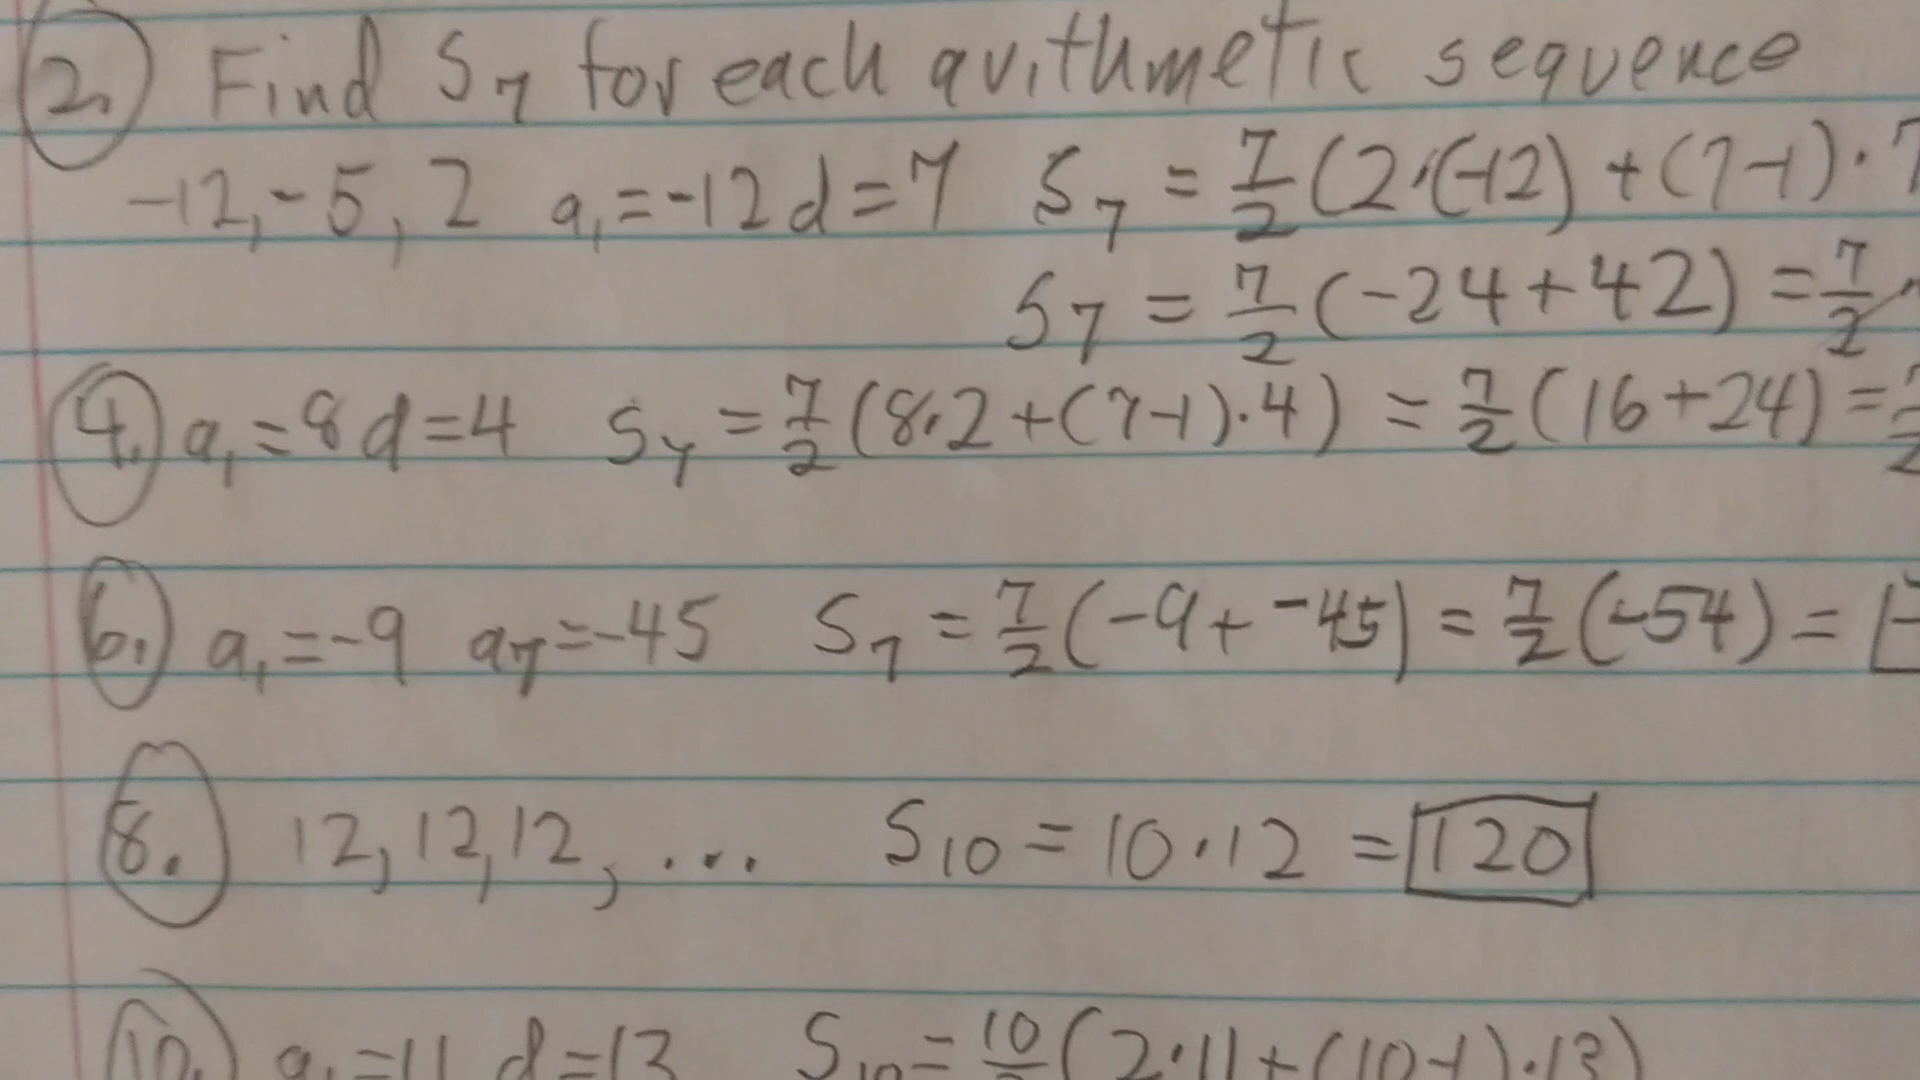 2. Find S7 for each arithmetic sequence
-12, -5, 2 a1 = -12 d = 7 S7 = 7/2 (2·(-12) + (7-1)·7
S7 = 7/2 (-24 + 42) = 7/2 ·
4. a1 = 8 d = 4 S7 = 7/2 (8·2 + (7-1)·4) = 7/2 (16 + 24) =
6. a1 = -9 a7 = -45 S7 = 7/2 (-9 + -45) = 7/2 (-54) =
8. 12, 12, 12, ... S10 = 10·12 = 120
10. a1 = 11 d = 13 S10 = 10/2 (2·11 + (10-1)·13)